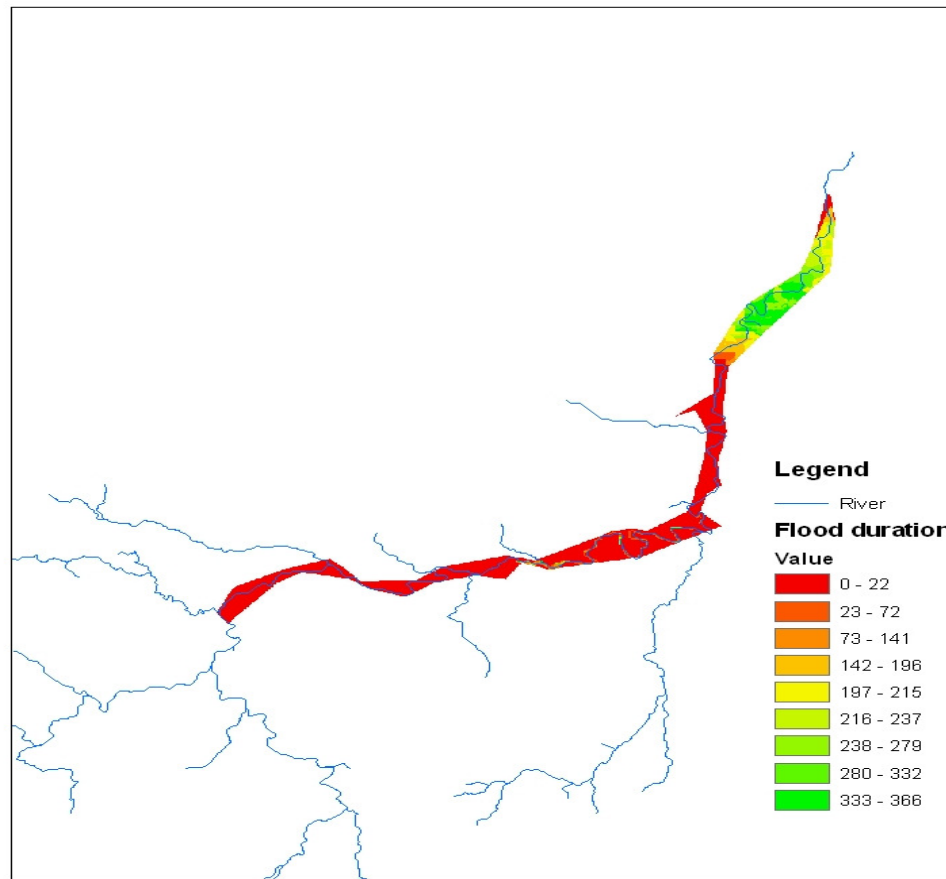 Legend
River
Flood duration
Value
0 - 22
23 - 72
73 - 141
142 - 196
197 - 215
216 - 237
238 - 279
280 - 332
333 - 366